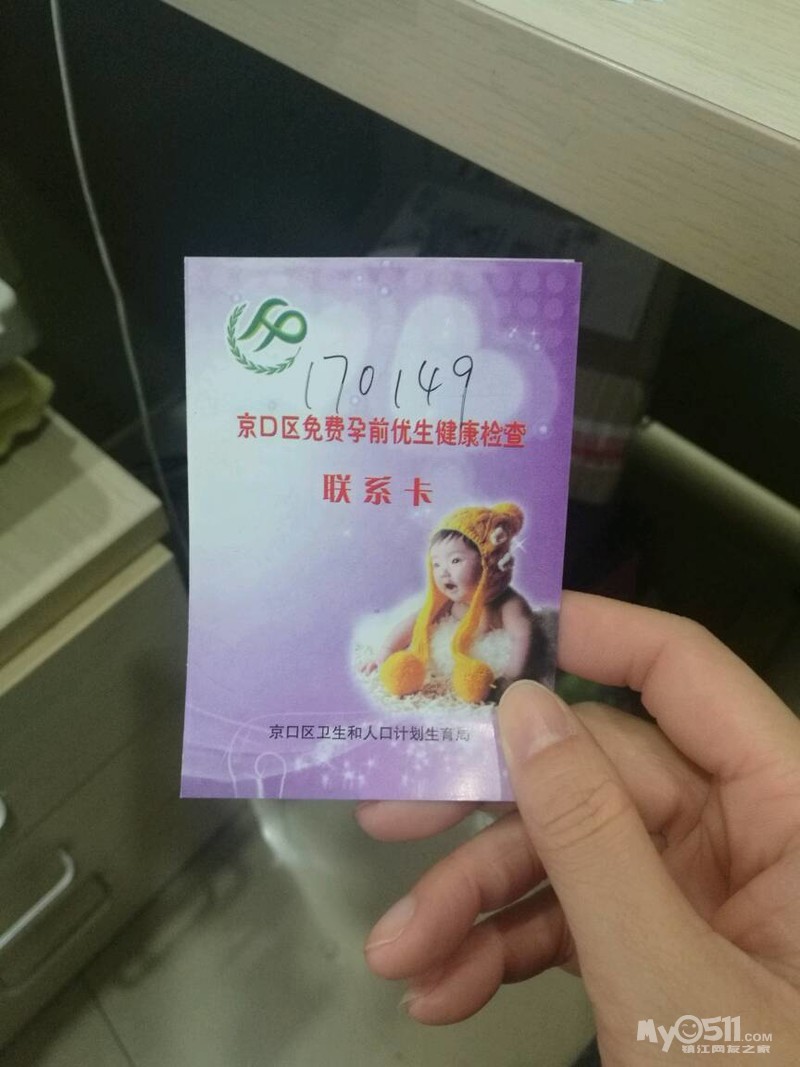 170149
京口区免费孕前优生健康检查
联系卡
京口区卫生和人口计划生育局
My0511.COM
镇江网友之家